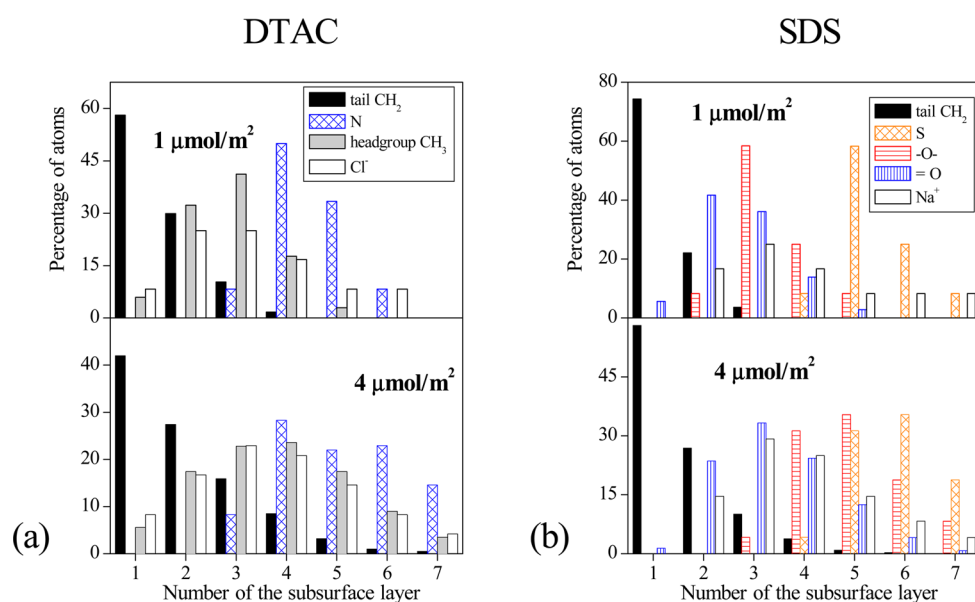 DTAC
SDS
Percentage of atoms
60
45
30
15
0
1 μmol/m²
tail CH₂
N
headgroup CH₃
Cl⁻
40
30
20
10
0
4 μmol/m²
1 2 3 4 5 6 7
Number of the subsurface layer
(a)
Percentage of atoms
80
60
40
20
0
1 μmol/m²
tail CH₂
S
-O-
= O
Na⁺
45
30
15
0
4 μmol/m²
1 2 3 4 5 6 7
Number of the subsurface layer
(b)